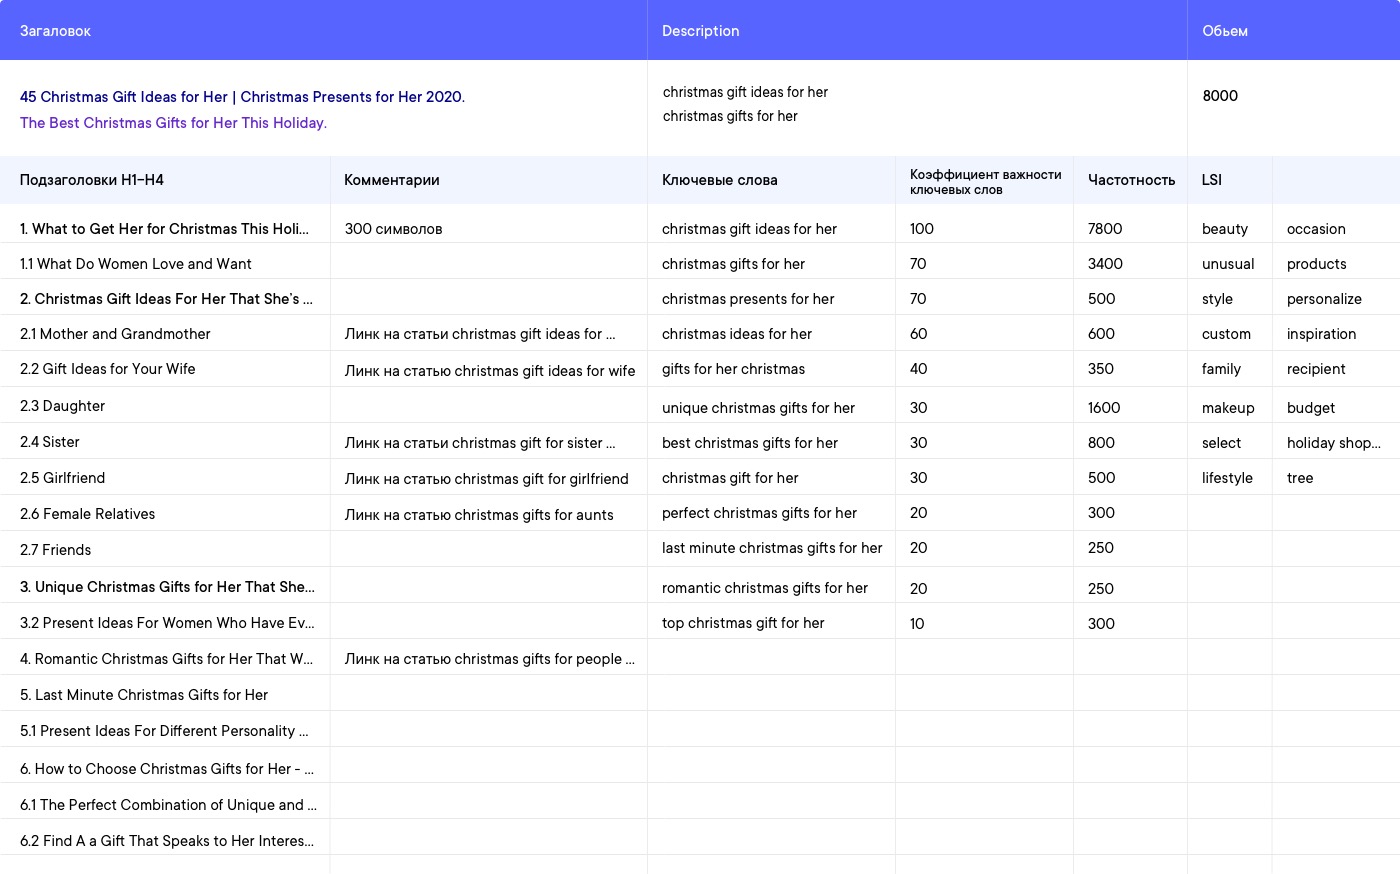 Загаловок Description Обьем
45 Christmas Gift Ideas for Her | Christmas Presents for Her 2020. christmas gift ideas for her 8000
The Best Christmas Gifts for Her This Holiday. christmas gifts for her
Подзаголовки H1–H4 Комментарии Ключевые слова Коэффициент важности ключевых слов Частотность LSI
1. What to Get Her for Christmas This Holi... 300 символов christmas gift ideas for her 100 7800 beauty occasion
1.1 What Do Women Love and Want christmas gifts for her 70 3400 unusual products
2. Christmas Gift Ideas For Her That She's ... christmas presents for her 70 500 style personalize
2.1 Mother and Grandmother Линк на статьи christmas gift ideas for ... christmas ideas for her 60 600 custom inspiration
2.2 Gift Ideas for Your Wife Линк на статью christmas gift ideas for wife gifts for her christmas 40 350 family recipient
2.3 Daughter unique christmas gifts for her 30 1600 makeup budget
2.4 Sister Линк на статьи christmas gift for sister ... best christmas gifts for her 30 800 select holiday shop...
2.5 Girlfriend Линк на статью christmas gift for girlfriend christmas gift for her 30 500 lifestyle tree
2.6 Female Relatives Линк на статью christmas gifts for aunts perfect christmas gifts for her 20 300
2.7 Friends last minute christmas gifts for her 20 250
3. Unique Christmas Gifts for Her That She... romantic christmas gifts for her 20 250
3.2 Present Ideas For Women Who Have Ev... top christmas gift for her 10 300
4. Romantic Christmas Gifts for Her That W... Линк на статью christmas gifts for people ...
5. Last Minute Christmas Gifts for Her
5.1 Present Ideas For Different Personality ...
6. How to Choose Christmas Gifts for Her - ...
6.1 The Perfect Combination of Unique and ...
6.2 Find A a Gift That Speaks to Her Interes...